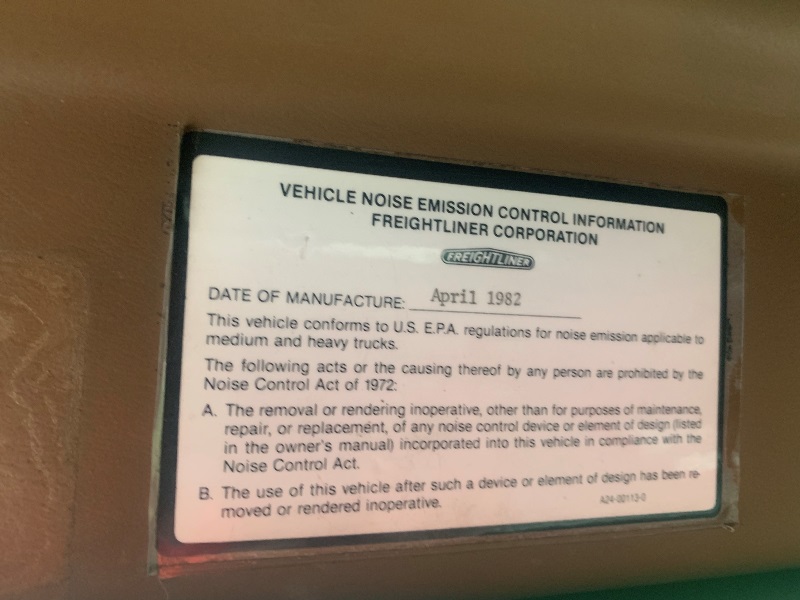 VEHICLE NOISE EMISSION CONTROL INFORMATION
FREIGHTLINER CORPORATION
FREIGHTLINER
DATE OF MANUFACTURE: April 1982
This vehicle conforms to U.S. E.P.A. regulations for noise emission applicable to
medium and heavy trucks.
The following acts or the causing thereof by any person are prohibited by the
Noise Control Act of 1972:
A. The removal or rendering inoperative, other than for purposes of maintenance,
repair, or replacement, of any noise control device or element of design (listed
in the owner's manual) incorporated into this vehicle in compliance with the
Noise Control Act.
B. The use of this vehicle after such a device or element of design has been re-
moved or rendered inoperative.
A24-00113-0